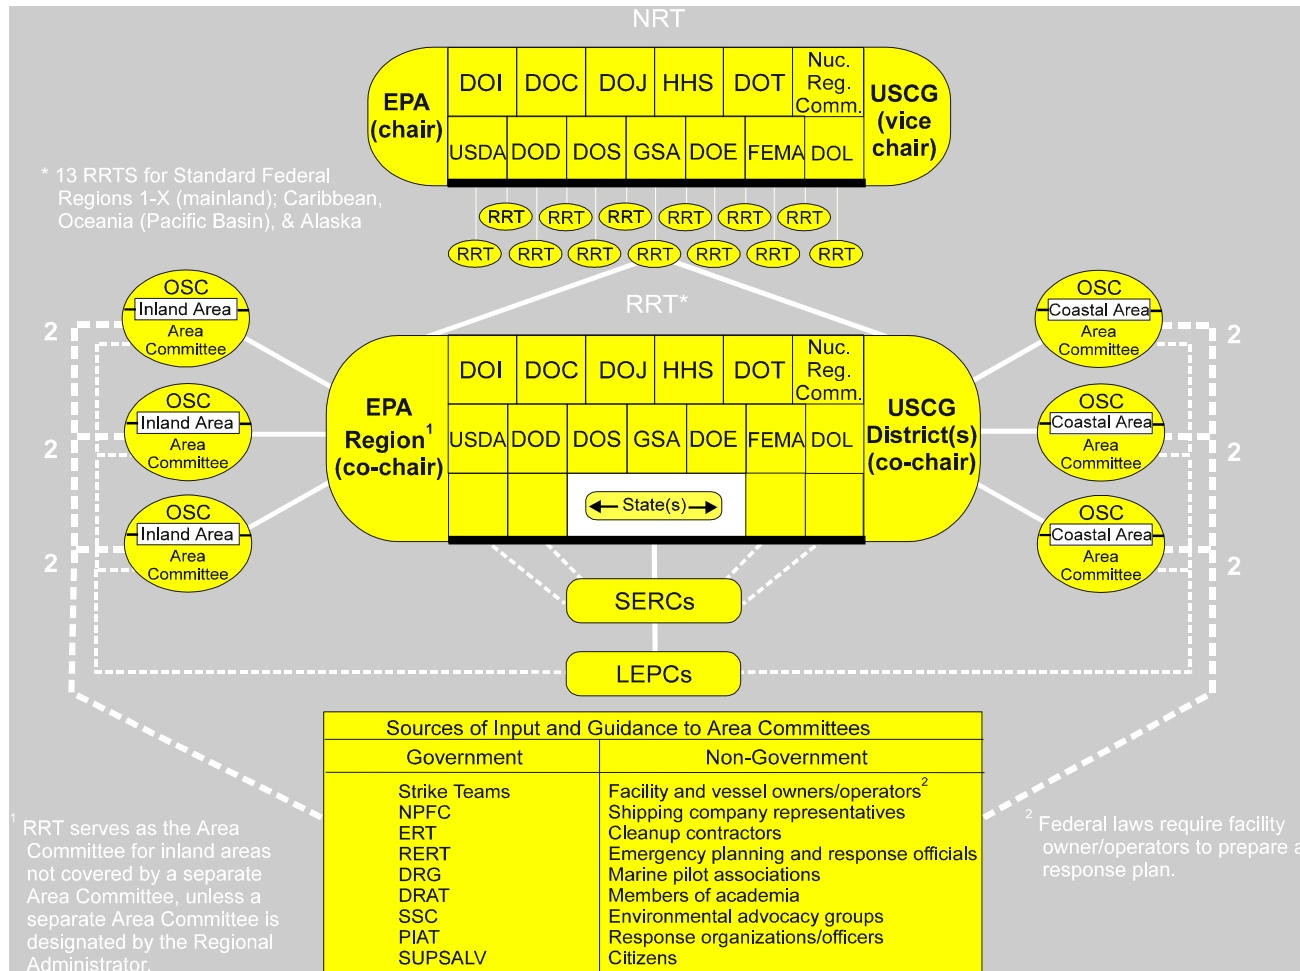 NRT
EPA
(chair)
DOI DOC DOJ HHS DOT Nuc. Reg. Comm.
USDA DOD DOS GSA DOE FEMA DOL
USCG
(vice
chair)
* 13 RRTS for Standard Federal
Regions 1-X (mainland); Caribbean,
Oceania (Pacific Basin), & Alaska
RRT RRT RRT RRT RRT RRT
RRT RRT RRT RRT RRT RRT RRT
RRT*
2
OSC
Inland Area
Area
Committee
2
OSC
Inland Area
Area
Committee
2
OSC
Inland Area
Area
Committee
EPA
Region1
(co-chair)
DOI DOC DOJ HHS DOT Nuc. Reg. Comm.
USDA DOD DOS GSA DOE FEMA DOL
State(s)
USCG
District(s)
(co-chair)
OSC
Coastal Area
Area
Committee
2
OSC
Coastal Area
Area
Committee
2
OSC
Coastal Area
Area
Committee
2
SERCs
LEPCs
Sources of Input and Guidance to Area Committees
Government Non-Government
Strike Teams Facility and vessel owners/operators2
NPFC Shipping company representatives
ERT Cleanup contractors
RERT Emergency planning and response officials
DRG Marine pilot associations
DRAT Members of academia
SSC Environmental advocacy groups
PIAT Response organizations/officers
SUPSALV Citizens
1 RRT serves as the Area
Committee for inland areas
not covered by a separate
Area Committee, unless a
separate Area Committee is
designated by the Regional
Administrator.
2 Federal laws require facility
owner/operators to prepare a
response plan.